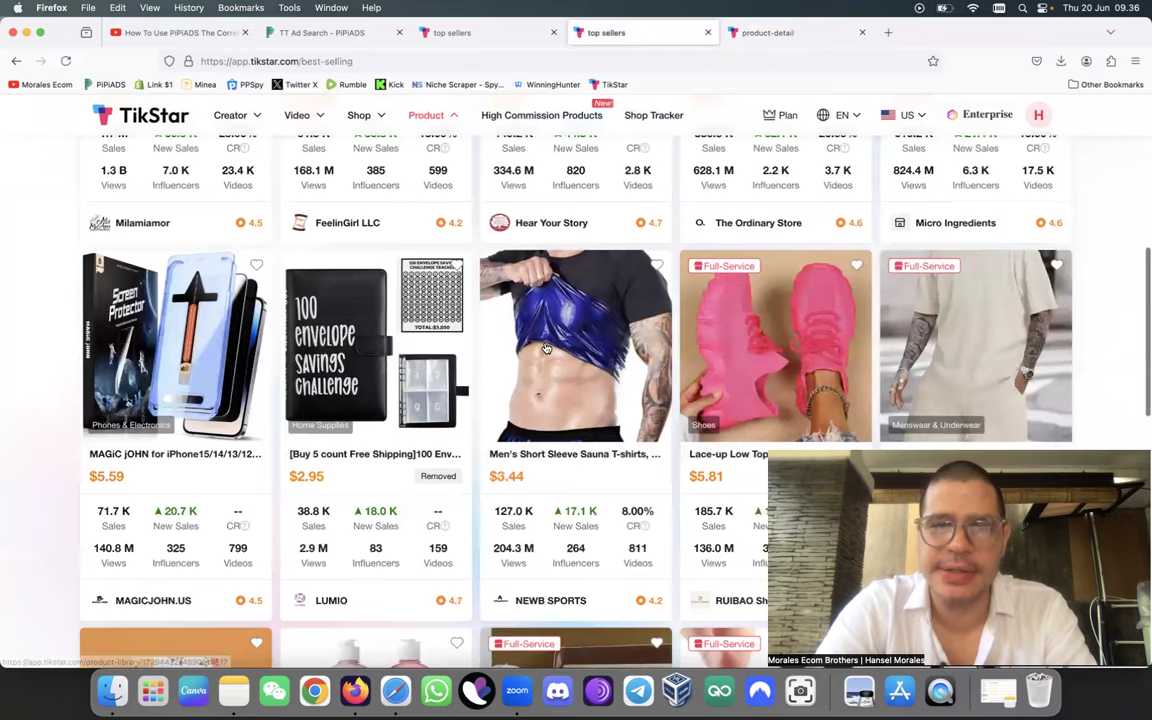 Firefox File Edit View History Bookmarks Tools Window Help Thu 20 Jun 09.36
How To Use PiPiADS The Corre TT Ad Search - PiPiADS top sellers top sellers product-detail
https://app.tikstar.com/best-selling
Morales Ecom PiPiADS Link $1 Minea PPSpy Twitter X Rumble Kick Niche Scraper - Spy... WinningHunter TikStar Other Bookmarks
TikStar Creator Video Shop Product High Commission Products New Shop Tracker Plan EN US Enterprise H
Sales New Sales CR Sales New Sales CR Sales New Sales CR Sales New Sales CR Sales New Sales CR
1.3 B 7.0 K 23.4 K 168.1 M 385 599 334.6 M 820 2.8 K 628.1 M 2.2 K 3.7 K 824.4 M 6.3 K 17.5 K
Views Influencers Videos Views Influencers Videos Views Influencers Videos Views Influencers Videos Views Influencers Videos
Milamiamor 4.5 FeelinGirl LLC 4.2 Hear Your Story 4.7 The Ordinary Store 4.6 Micro Ingredients 4.6
Full-Service Full-Service
Screen Protector MAGIC JOHN
100 ENVELOPE SAVINGS CHALLENGE
TOTAL:$5,050
Phones & Electronics Home Supplies Shoes Menswear & Underwear
MAGiC jOHN for iPhone15/14/13/12... [Buy 5 count Free Shipping]100 Env... Men's Short Sleeve Sauna T-shirts, ... Lace-up Low Top
$5.59 $2.95 Removed $3.44 $5.81
71.7 K 20.7 K -- 38.8 K 18.0 K -- 127.0 K 17.1 K 8.00% 185.7 K
Sales New Sales CR Sales New Sales CR Sales New Sales CR Sales
140.8 M 325 799 2.9 M 83 159 204.3 M 264 811 136.0 M
Views Influencers Videos Views Influencers Videos Views Influencers Videos Views
MAGICJOHN.US 4.5 LUMIO 4.7 NEWB SPORTS 4.2 RUIBAO Sh
Full-Service Full-Service
Morales Ecom Brothers | Hansel Morales
Canva zoom GO